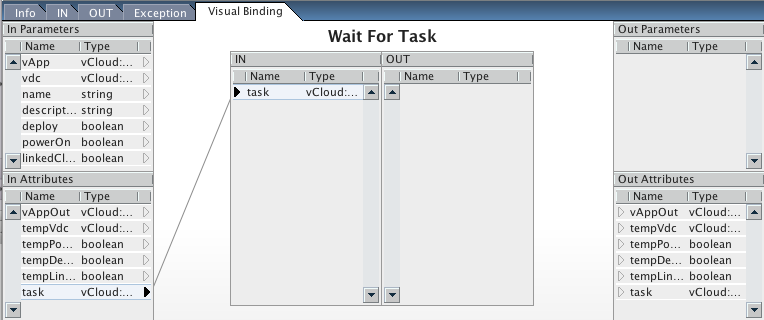 Info IN OUT Exception Visual Binding
In Parameters
Name Type
vApp vCloud:...
vdc vCloud:...
name string
descript... string
deploy boolean
powerOn boolean
linkedCl... boolean
In Attributes
Name Type
vAppOut vCloud:...
tempVdc vCloud:...
tempPo... boolean
tempDe... boolean
tempLin... boolean
task vCloud:...
Wait For Task
IN OUT
Name Type Name Type
task vCloud:...
Out Parameters
Name Type
Out Attributes
Name Type
vAppOut vCloud:...
tempVdc vCloud:...
tempPo... boolean
tempDe... boolean
tempLin... boolean
task vCloud:...